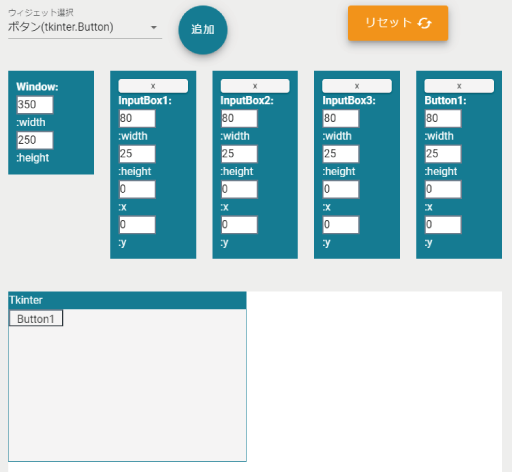 ウィジェット選択
ボタン(tkinter.Button)
追加
リセット
Window:
350
:width
250
:height
x
InputBox1:
80
:width
25
:height
0
:x
0
:y
x
InputBox2:
80
:width
25
:height
0
:x
0
:y
x
InputBox3:
80
:width
25
:height
0
:x
0
:y
x
Button1:
80
:width
25
:height
0
:x
0
:y
Tkinter
Button1